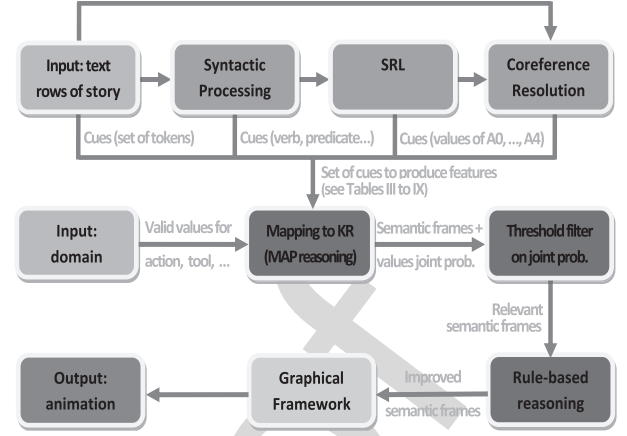 Input: text
rows of story
Syntactic
Processing
SRL
Coreference
Resolution
Cues (set of tokens)
Cues (verb, predicate...)
Cues (values of A0, ..., A4)
Set of cues to produce features
(see Tables III to IX)
Input:
domain
Valid values for
action, tool, ...
Mapping to KR
(MAP reasoning)
Semantic frames +
values joint prob.
Threshold filter
on joint prob.
Relevant
semantic frames
Output:
animation
Graphical
Framework
Improved
semantic frames
Rule-based
reasoning